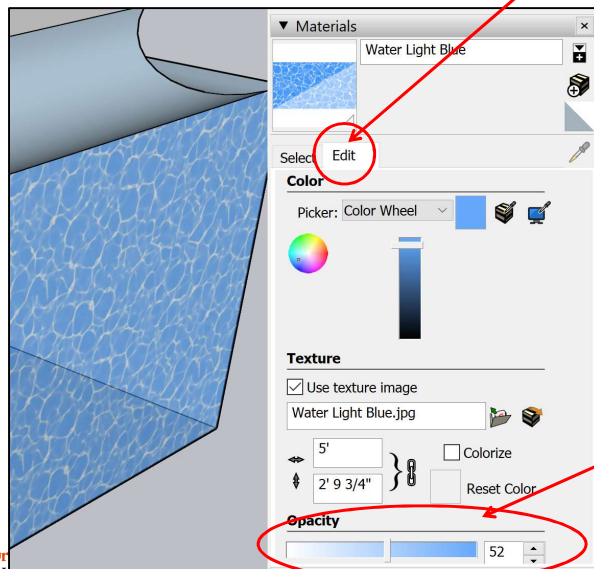 ▼ Materials
Water Light Blue
Select Edit
Color
Picker: Color Wheel
Texture
Use texture image
Water Light Blue.jpg
5'
Colorize
2' 9 3/4"
Reset Color
Opacity
52